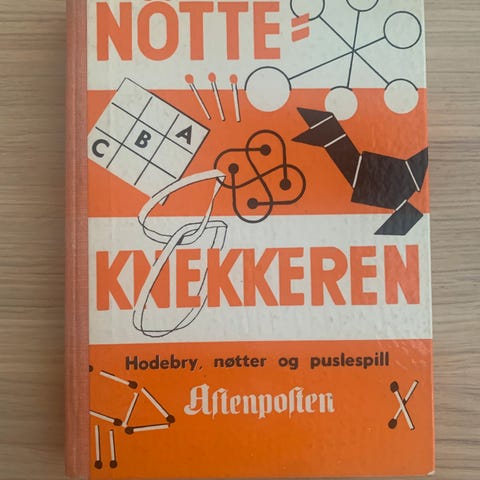 NØTTE=
C B A
KNEKKEREN
Hodebry, nøtter og puslespill
Aftenposten